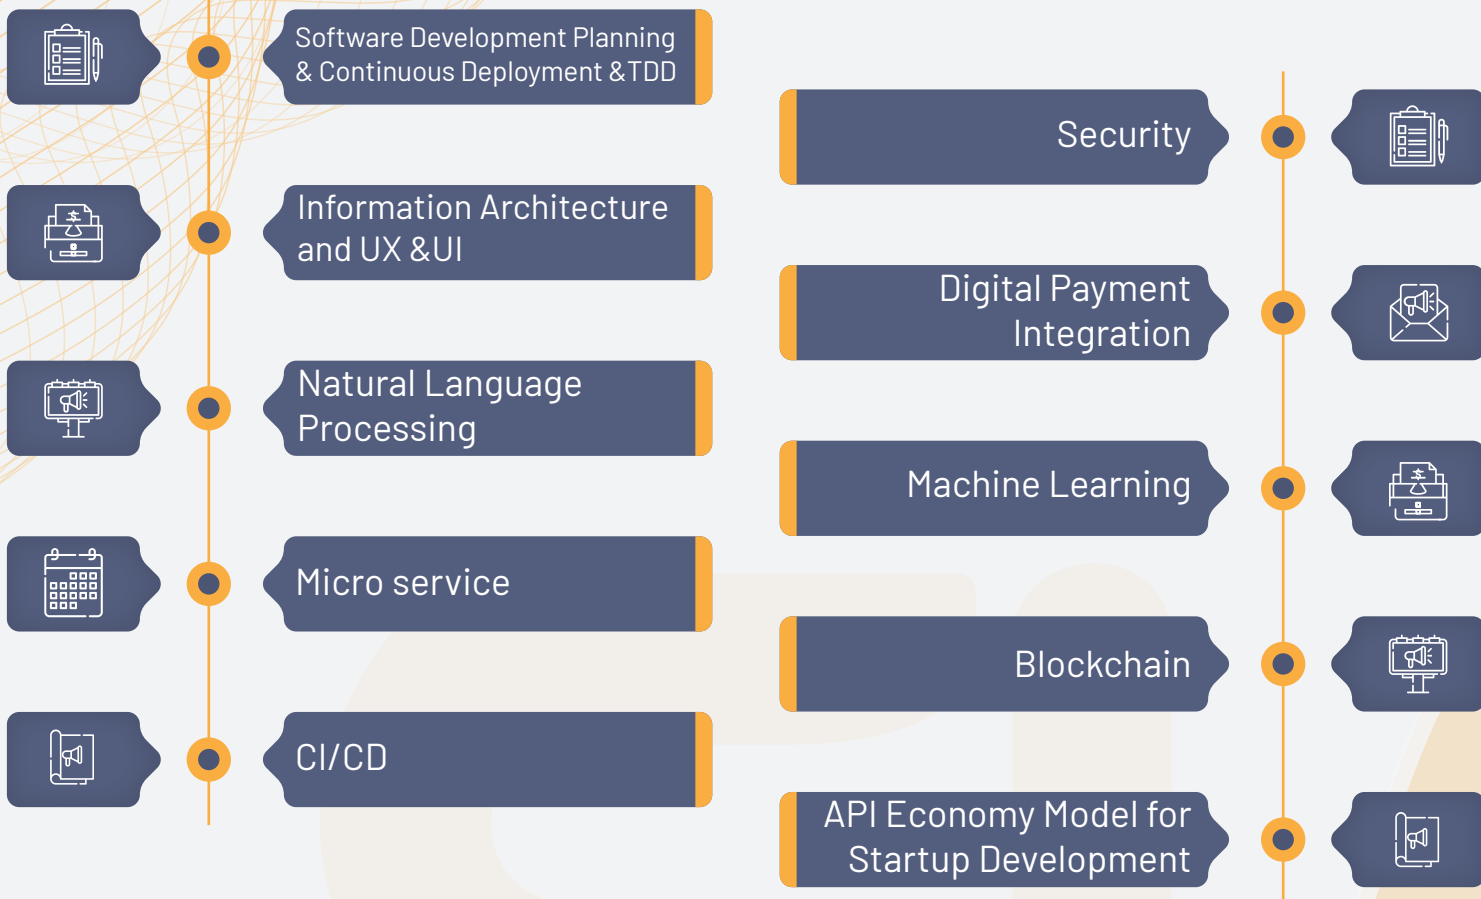 Software Development Planning
& Continuous Deployment &TDD
Information Architecture
and UX &UI
Natural Language
Processing
Micro service
CI/CD
Security
Digital Payment
Integration
Machine Learning
Blockchain
API Economy Model for
Startup Development